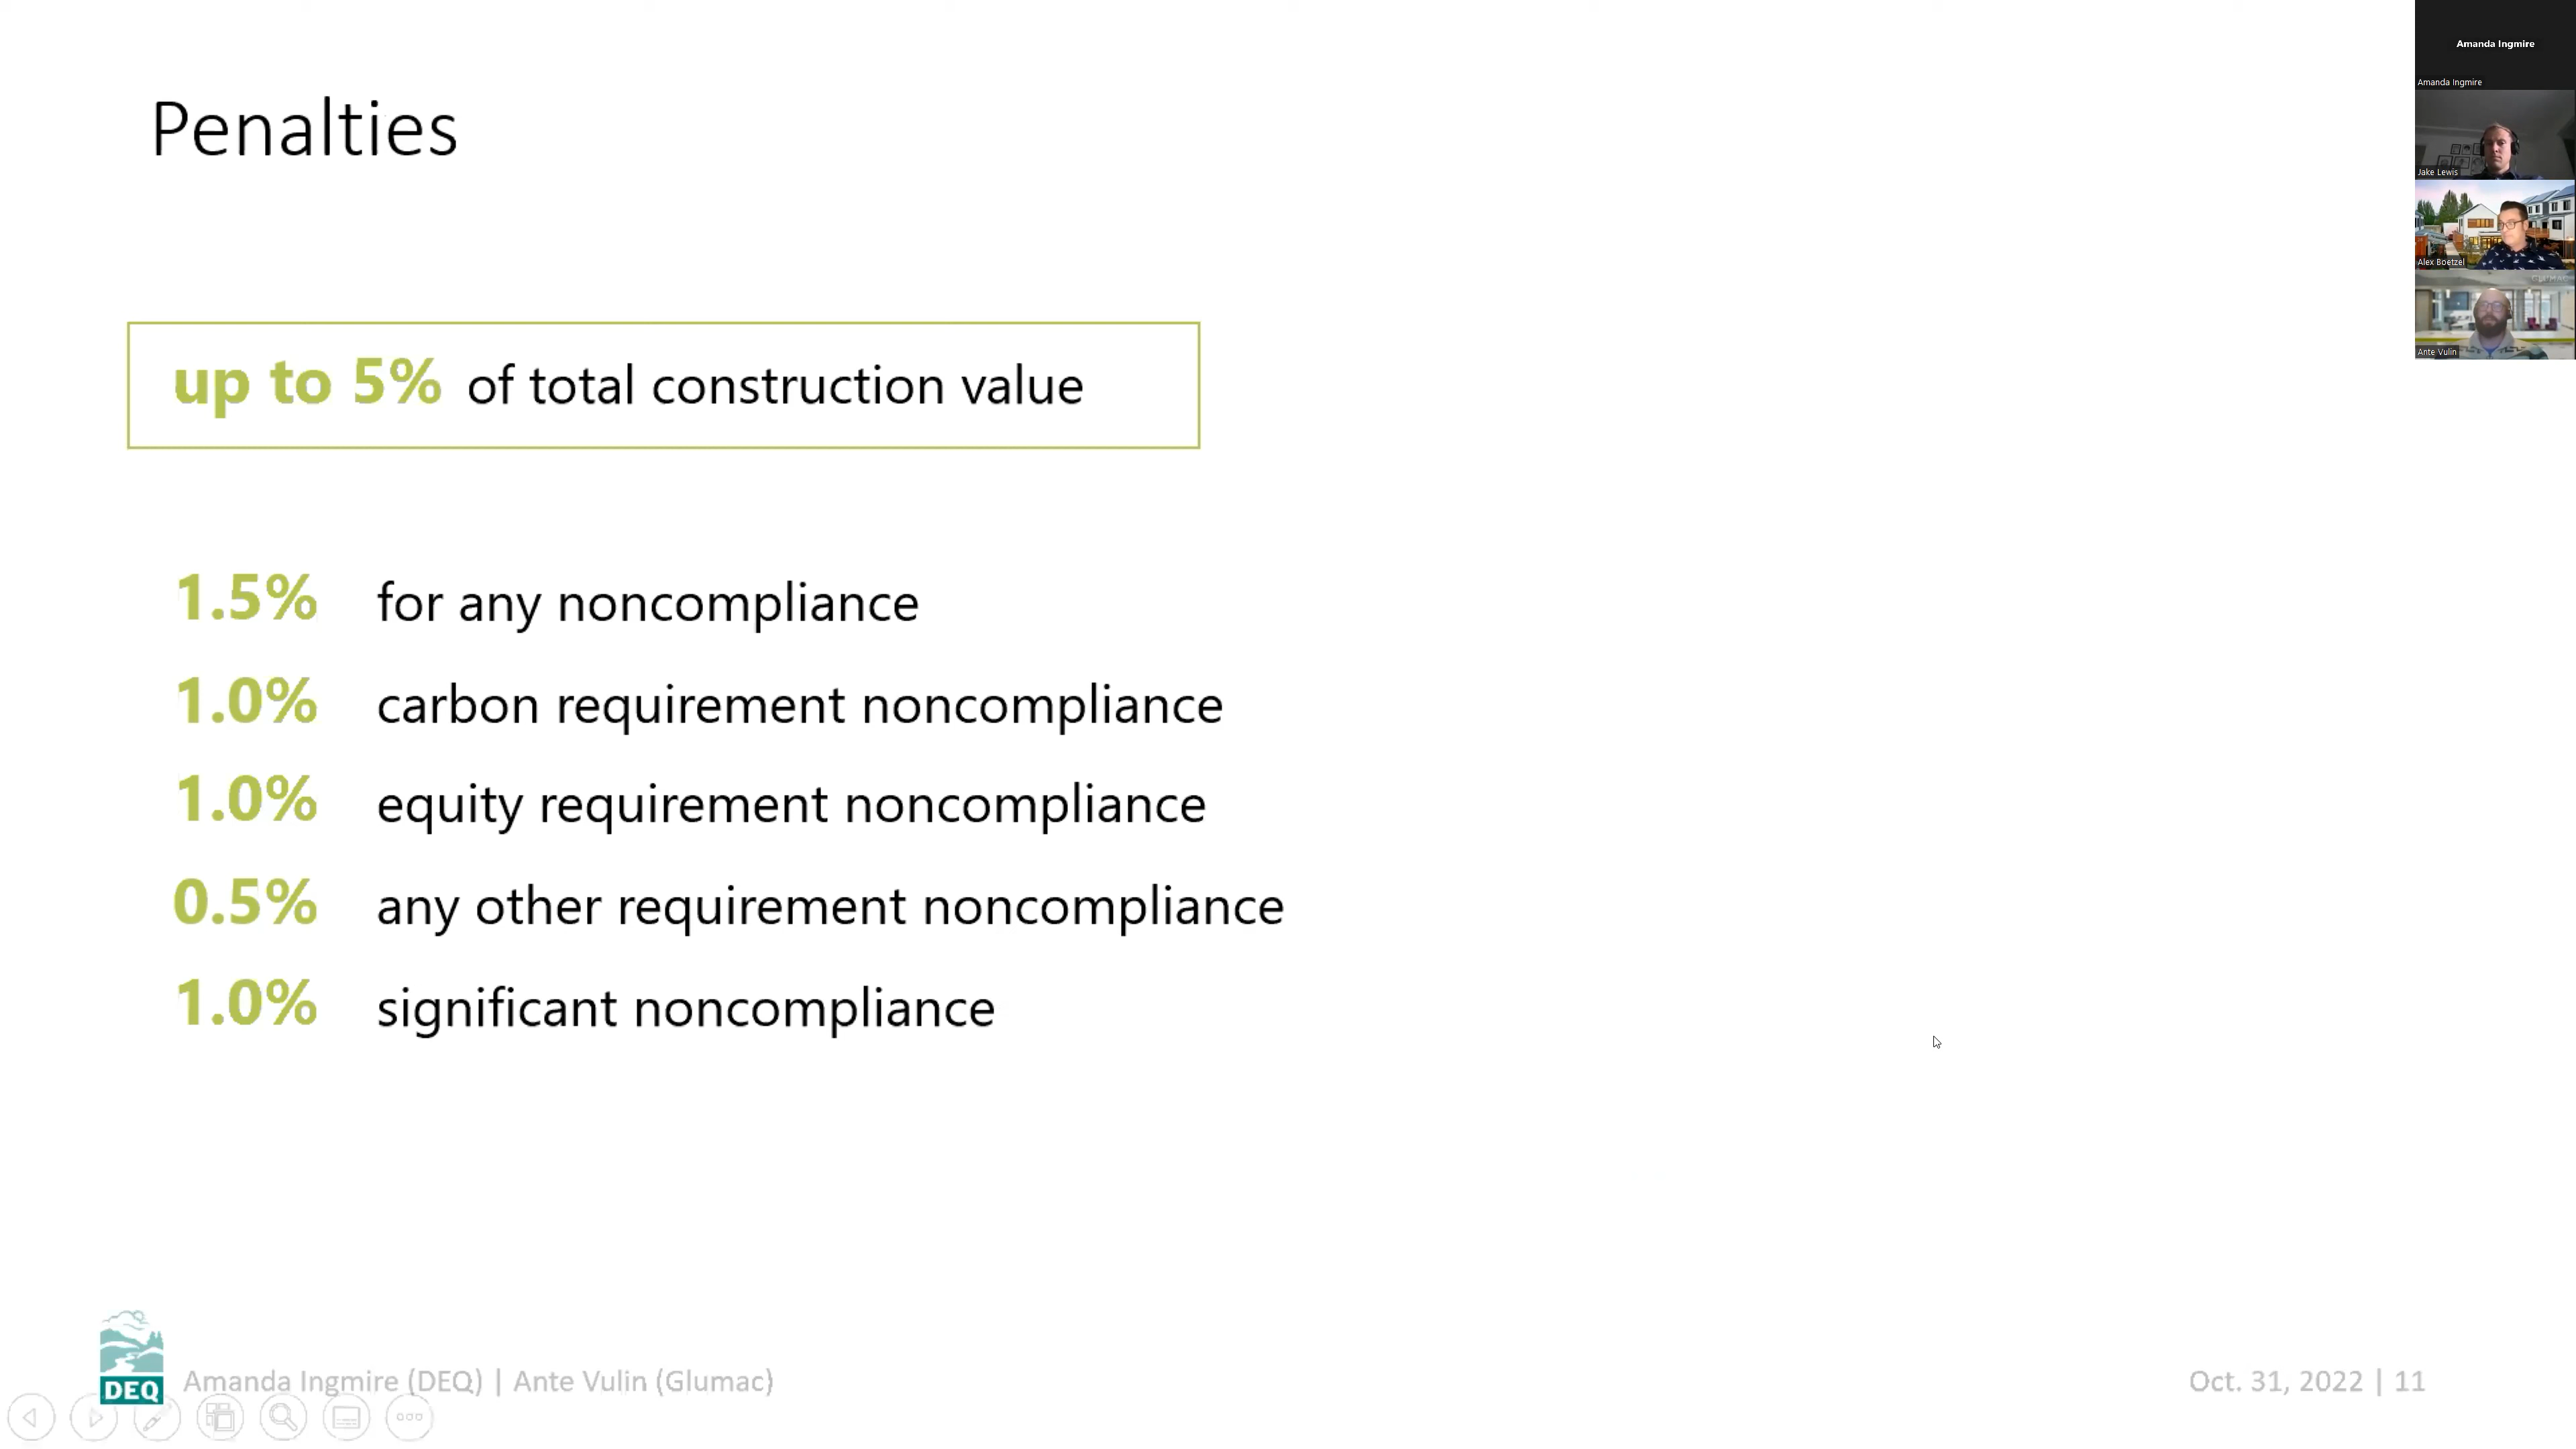 Penalties
up to 5% of total construction value
1.5% for any noncompliance
1.0% carbon requirement noncompliance
1.0% equity requirement noncompliance
0.5% any other requirement noncompliance
1.0% significant noncompliance
DEQ
Amanda Ingmire (DEQ) | Ante Vulin (Glumac)
Oct. 31, 2022 | 11
Amanda Ingmire
Amanda Ingmire
Jake Lewis
Alex Boetzel
Ante Vulin